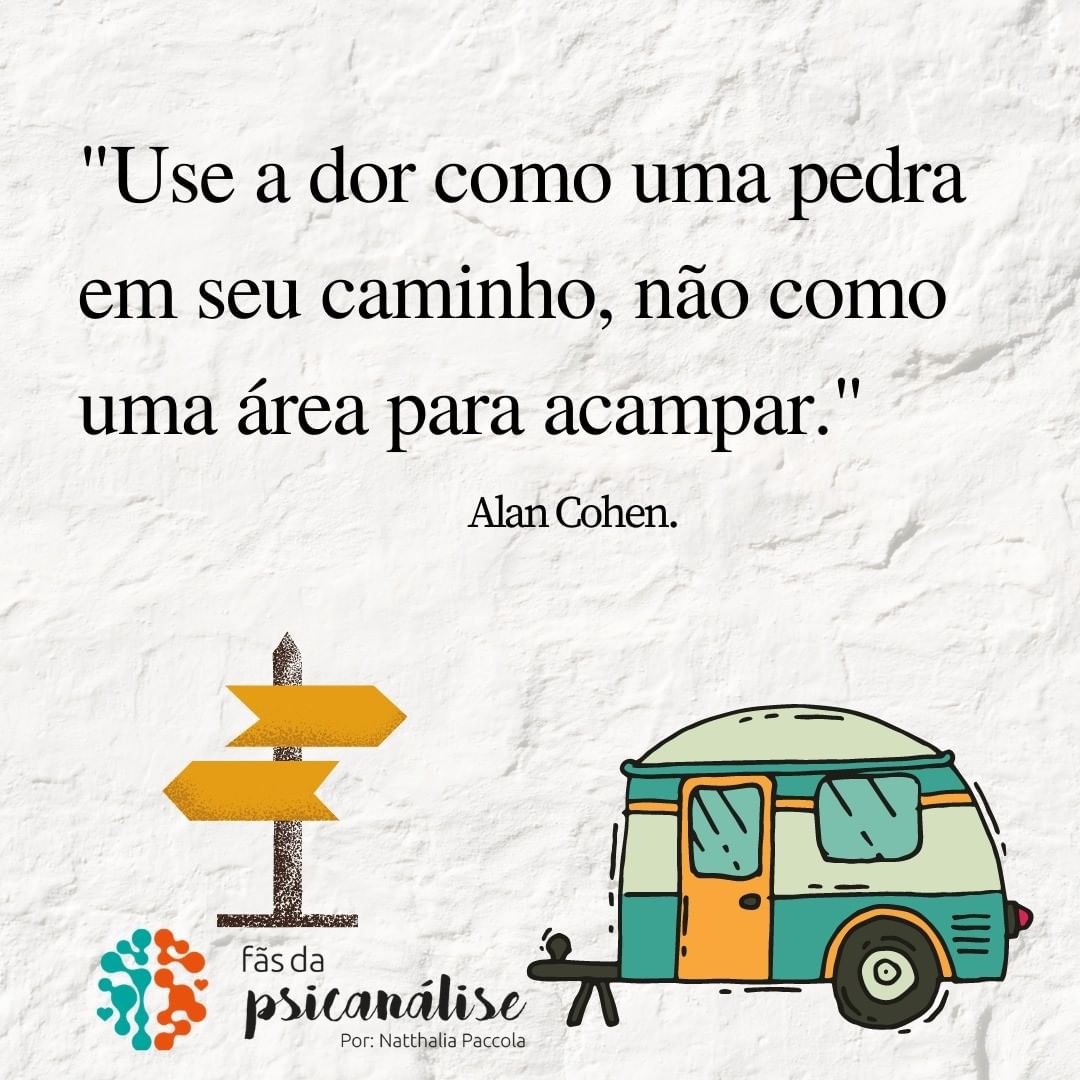 "Use a dor como uma pedra
em seu caminho, não como
uma área para acampar."
Alan Cohen.
fãs da
psicanálise
Por: Natthalia Paccola